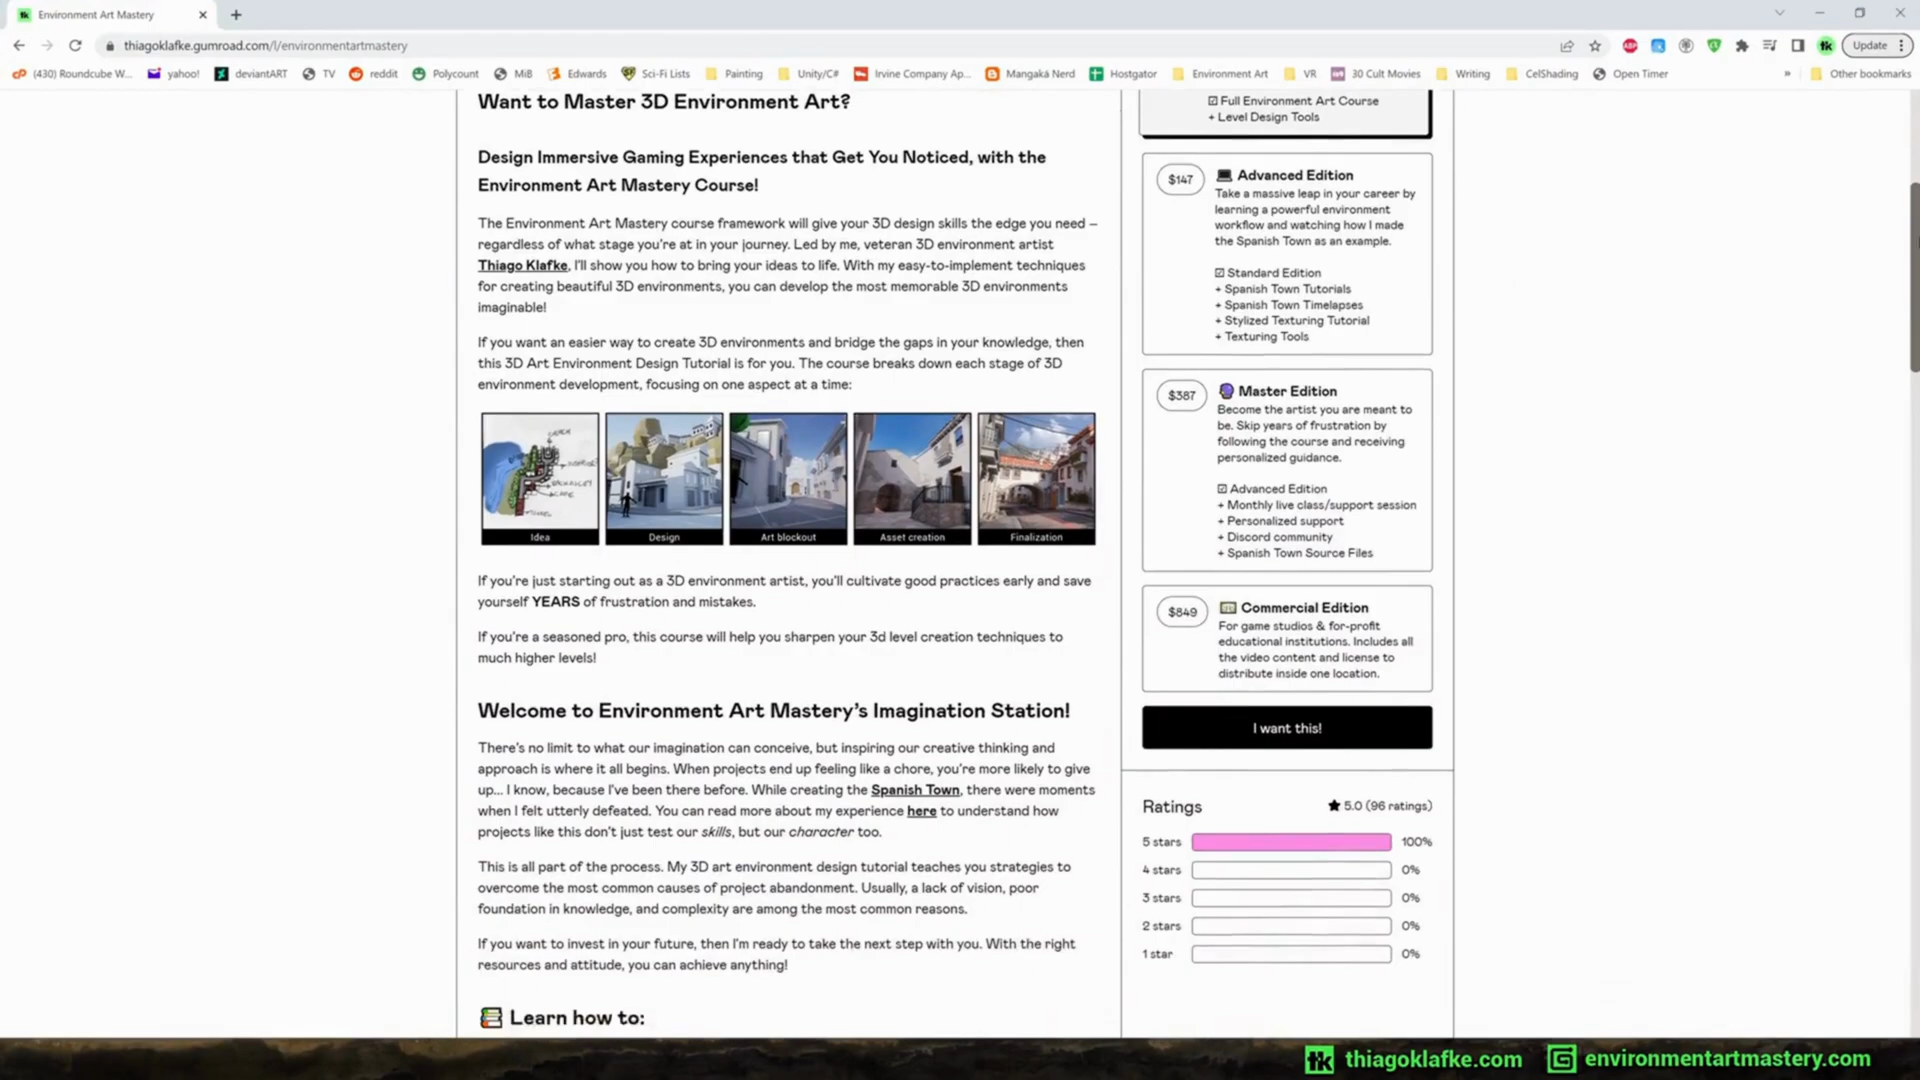 Environment Art Mastery
thiagoklafke.gumroad.com/l/environmentartmastery
Update
(430) Roundcube W...
yahoo!
deviantART
TV
reddit
Polycount
MiB
Edwards
Sci-Fi Lists
Painting
Unity/C#
Irvine Company Ap...
Mangaká Nerd
Hostgator
Environment Art
VR
30 Cult Movies
Writing
CelShading
Open Timer
Other bookmarks
Want to Master 3D Environment Art?
Design Immersive Gaming Experiences that Get You Noticed, with the
Environment Art Mastery Course!
The Environment Art Mastery course framework will give your 3D design skills the edge you need –
regardless of what stage you're at in your journey. Led by me, veteran 3D environment artist
Thiago Klafke, I'll show you how to bring your ideas to life. With my easy-to-implement techniques
for creating beautiful 3D environments, you can develop the most memorable 3D environments
imaginable!
If you want an easier way to create 3D environments and bridge the gaps in your knowledge, then
this 3D Art Environment Design Tutorial is for you. The course breaks down each stage of 3D
environment development, focusing on one aspect at a time:
Idea
Design
Art blockout
Asset creation
Finalization
If you're just starting out as a 3D environment artist, you'll cultivate good practices early and save
yourself YEARS of frustration and mistakes.
If you're a seasoned pro, this course will help you sharpen your 3d level creation techniques to
much higher levels!
Welcome to Environment Art Mastery's Imagination Station!
There's no limit to what our imagination can conceive, but inspiring our creative thinking and
approach is where it all begins. When projects end up feeling like a chore, you're more likely to give
up... I know, because I've been there before. While creating the Spanish Town, there were moments
when I felt utterly defeated. You can read more about my experience here to understand how
projects like this don't just test our skills, but our character too.
This is all part of the process. My 3D art environment design tutorial teaches you strategies to
overcome the most common causes of project abandonment. Usually, a lack of vision, poor
foundation in knowledge, and complexity are among the most common reasons.
If you want to invest in your future, then I'm ready to take the next step with you. With the right
resources and attitude, you can achieve anything!
Learn how to:
☑ Full Environment Art Course
+ Level Design Tools
$147
Advanced Edition
Take a massive leap in your career by
learning a powerful environment
workflow and watching how I made
the Spanish Town as an example.
☑ Standard Edition
+ Spanish Town Tutorials
+ Spanish Town Timelapses
+ Stylized Texturing Tutorial
+ Texturing Tools
$387
Master Edition
Become the artist you are meant to
be. Skip years of frustration by
following the course and receiving
personalized guidance.
☑ Advanced Edition
+ Monthly live class/support session
+ Personalized support
+ Discord community
+ Spanish Town Source Files
$849
Commercial Edition
For game studios & for-profit
educational institutions. Includes all
the video content and license to
distribute inside one location.
I want this!
Ratings
★ 5.0 (96 ratings)
5 stars 100%
4 stars 0%
3 stars 0%
2 stars 0%
1 star 0%
thiagoklafke.com
environmentartmastery.com